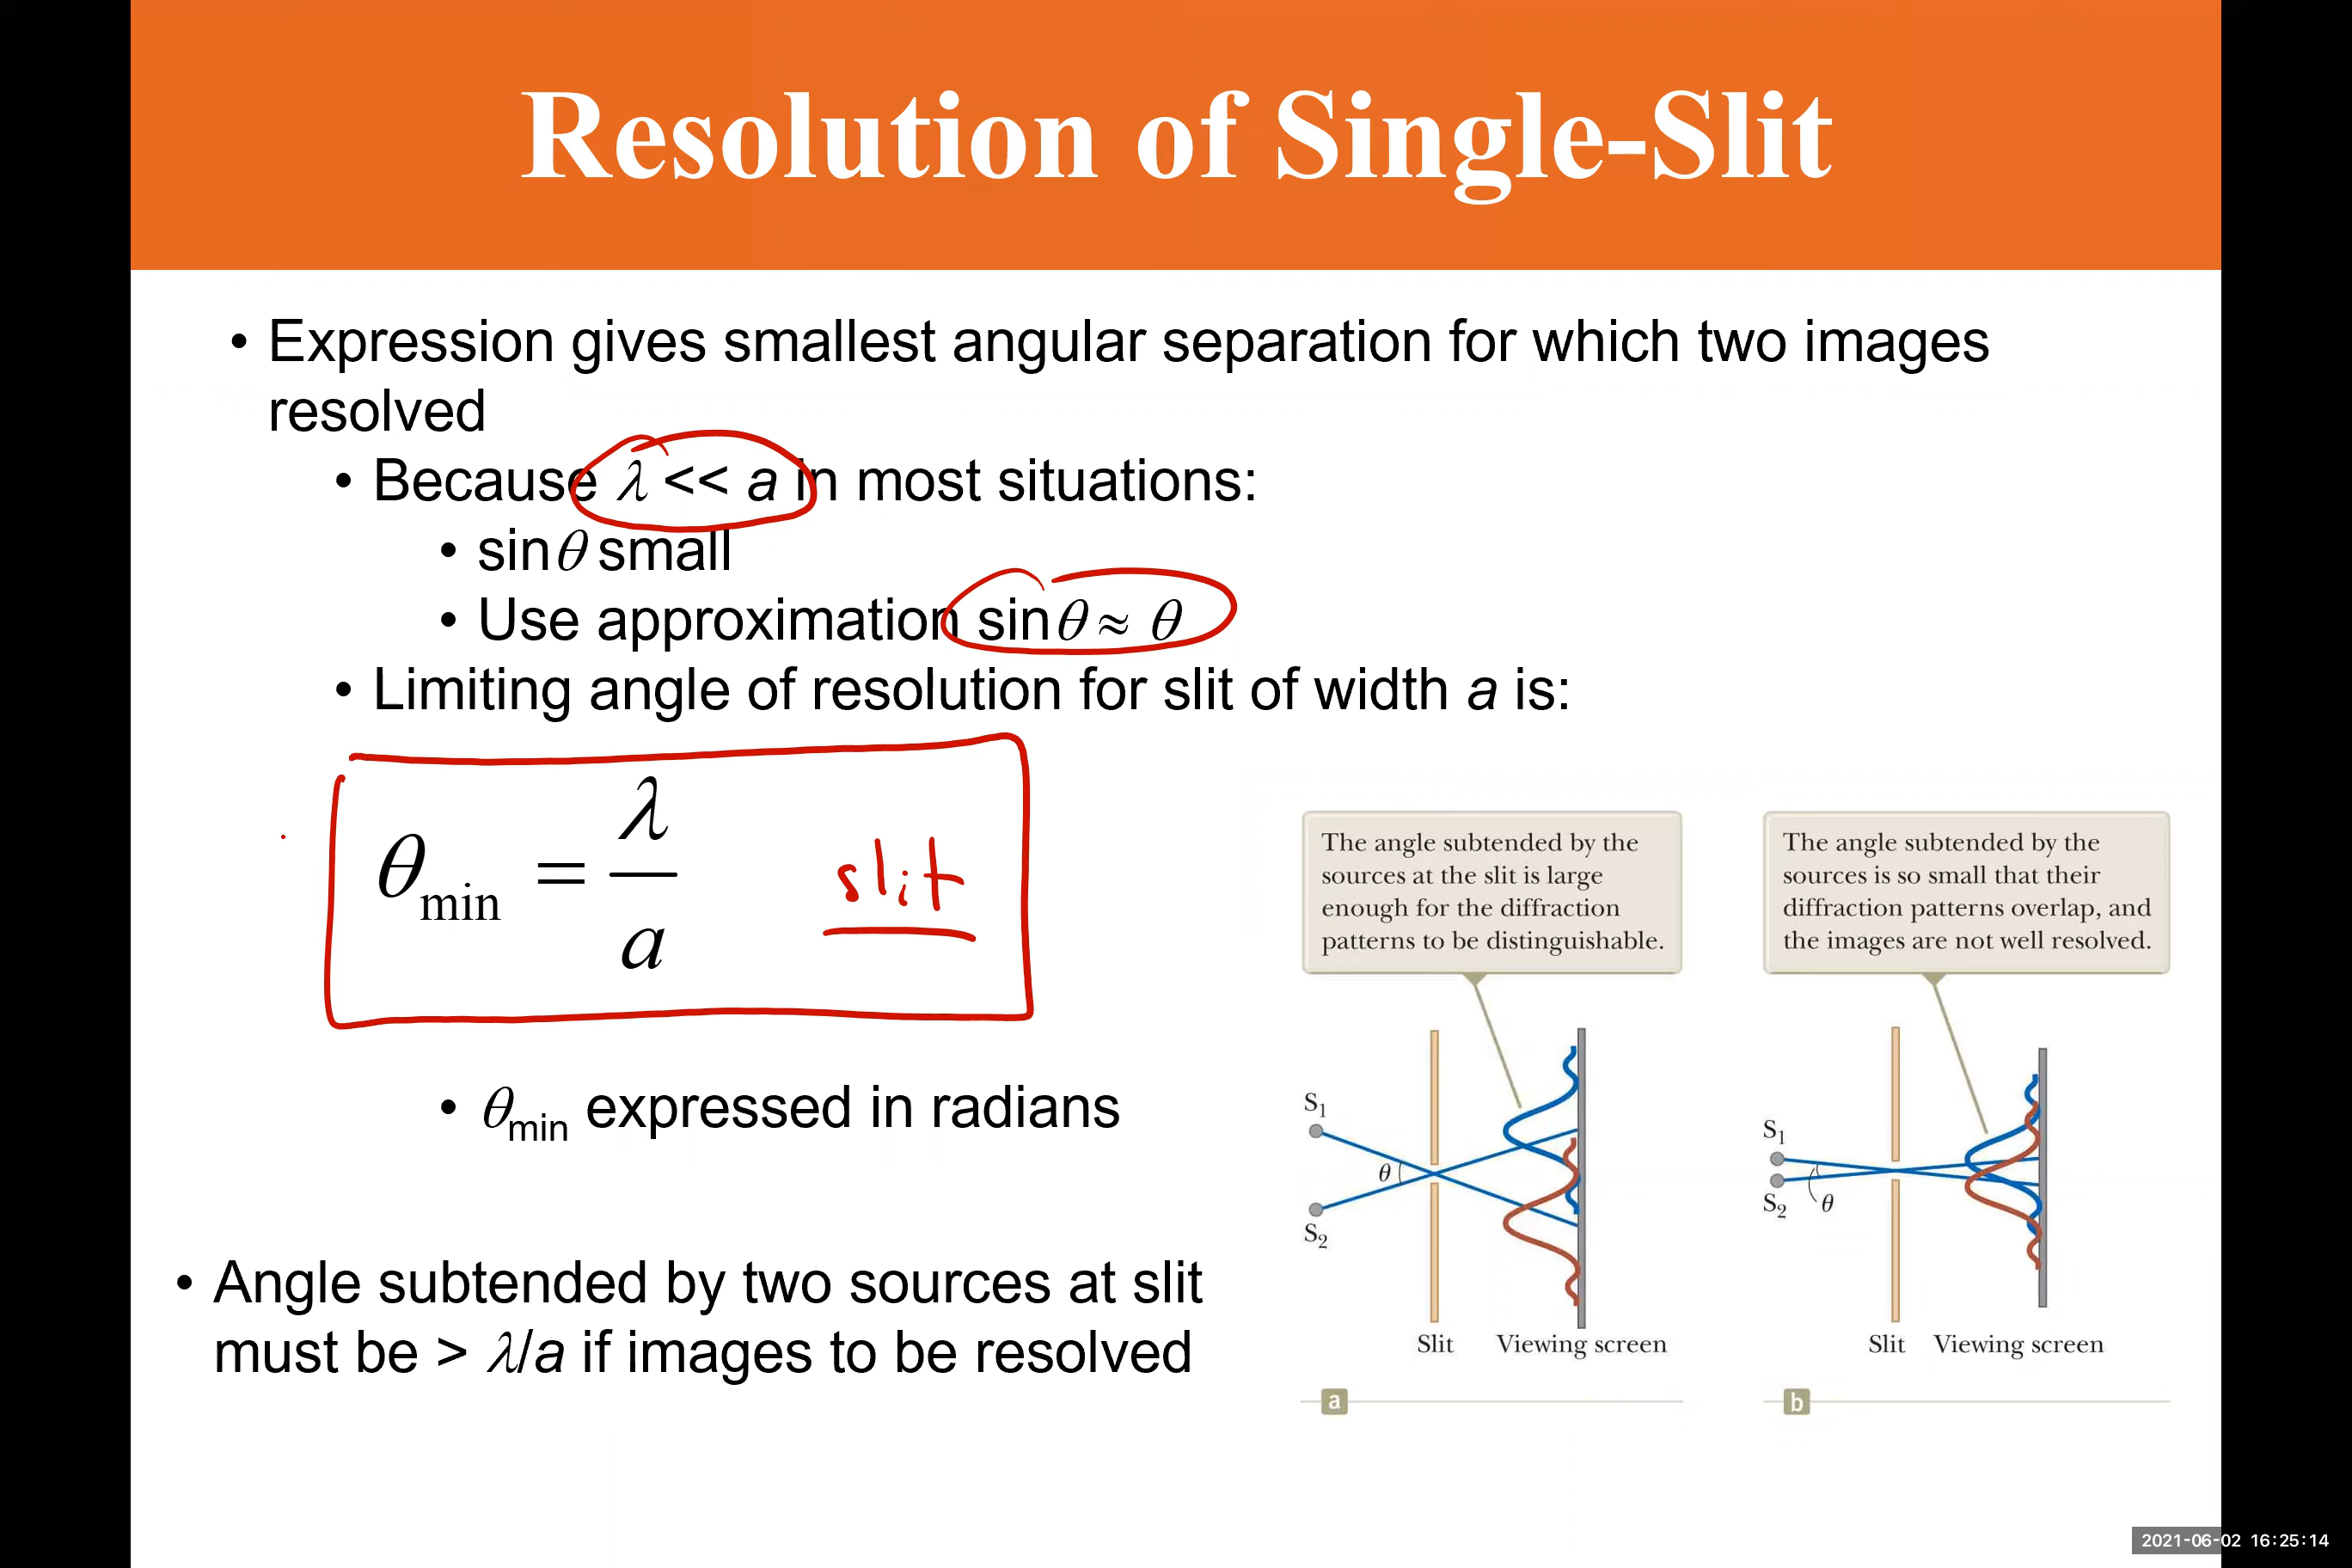 Resolution of Single-Slit
• Expression gives smallest angular separation for which two images
resolved
• Because λ << a in most situations:
• sinθ small
• Use approximation sinθ ≈ θ
• Limiting angle of resolution for slit of width a is:
θmin = λ/a
slit
• θmin expressed in radians
• Angle subtended by two sources at slit
must be > λ/a if images to be resolved
The angle subtended by the
sources at the slit is large
enough for the diffraction
patterns to be distinguishable.
S1
θ
S2
Slit Viewing screen
a
The angle subtended by the
sources is so small that their
diffraction patterns overlap, and
the images are not well resolved.
S1
S2
θ
Slit Viewing screen
b
2021-06-02 16:25:14